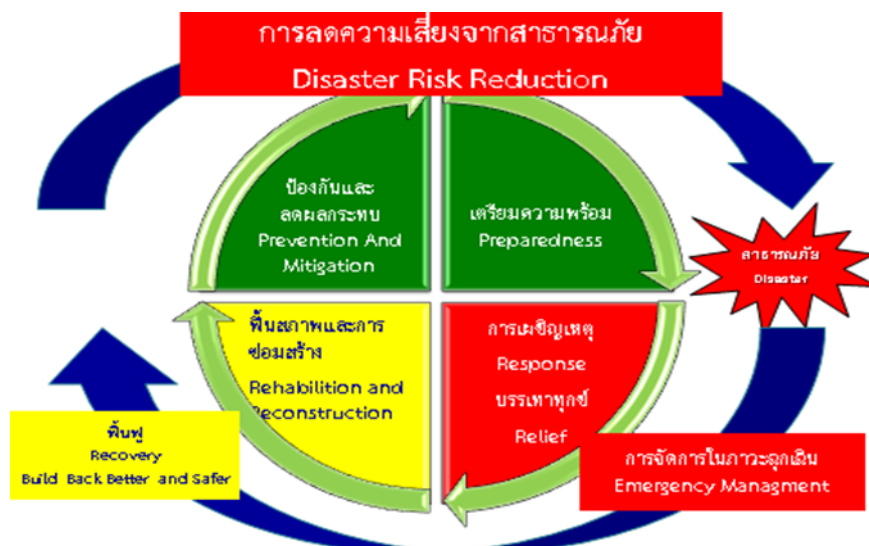 การลดความเสี่ยงจากสาธารณภัย
Disaster Risk Reduction
ป้องกันและ
ลดผลกระทบ
Prevention And
Mitigation
เตรียมความพร้อม
Preparedness
สาธารณภัย
Disaster
ฟื้นสภาพและการ
ซ่อมสร้าง
Rehabilition and
Reconstruction
การเผชิญเหตุ
Response
บรรเทาทุกข์
Relief
ฟื้นฟู
Recovery
Build Back Better and Safer
การจัดการในภาวะฉุกเฉิน
Emergency Managment